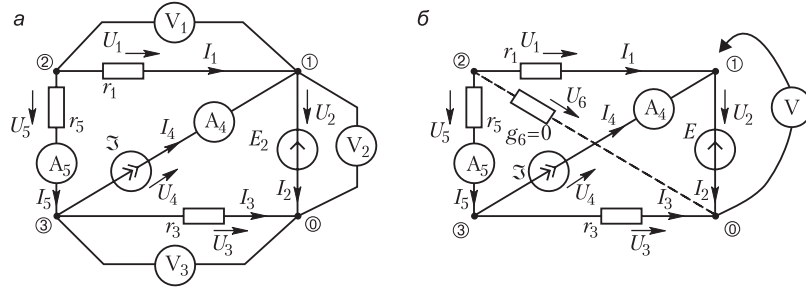 а
V₁
U₁
②
①
I₁
r₁
U₅
r₅
I₄
A₄
U₂
ℑ
E₂
V₂
A₅
U₄
I₅
I₃
I₂
③
r₃
U₃
⓪
V₃
б
U₁
②
①
I₁
r₁
U₆
U₅
r₅
I₄
A₄
U₂
V
g₆=0
E
ℑ
A₅
U₄
I₅
I₃
I₂
③
r₃
U₃
⓪